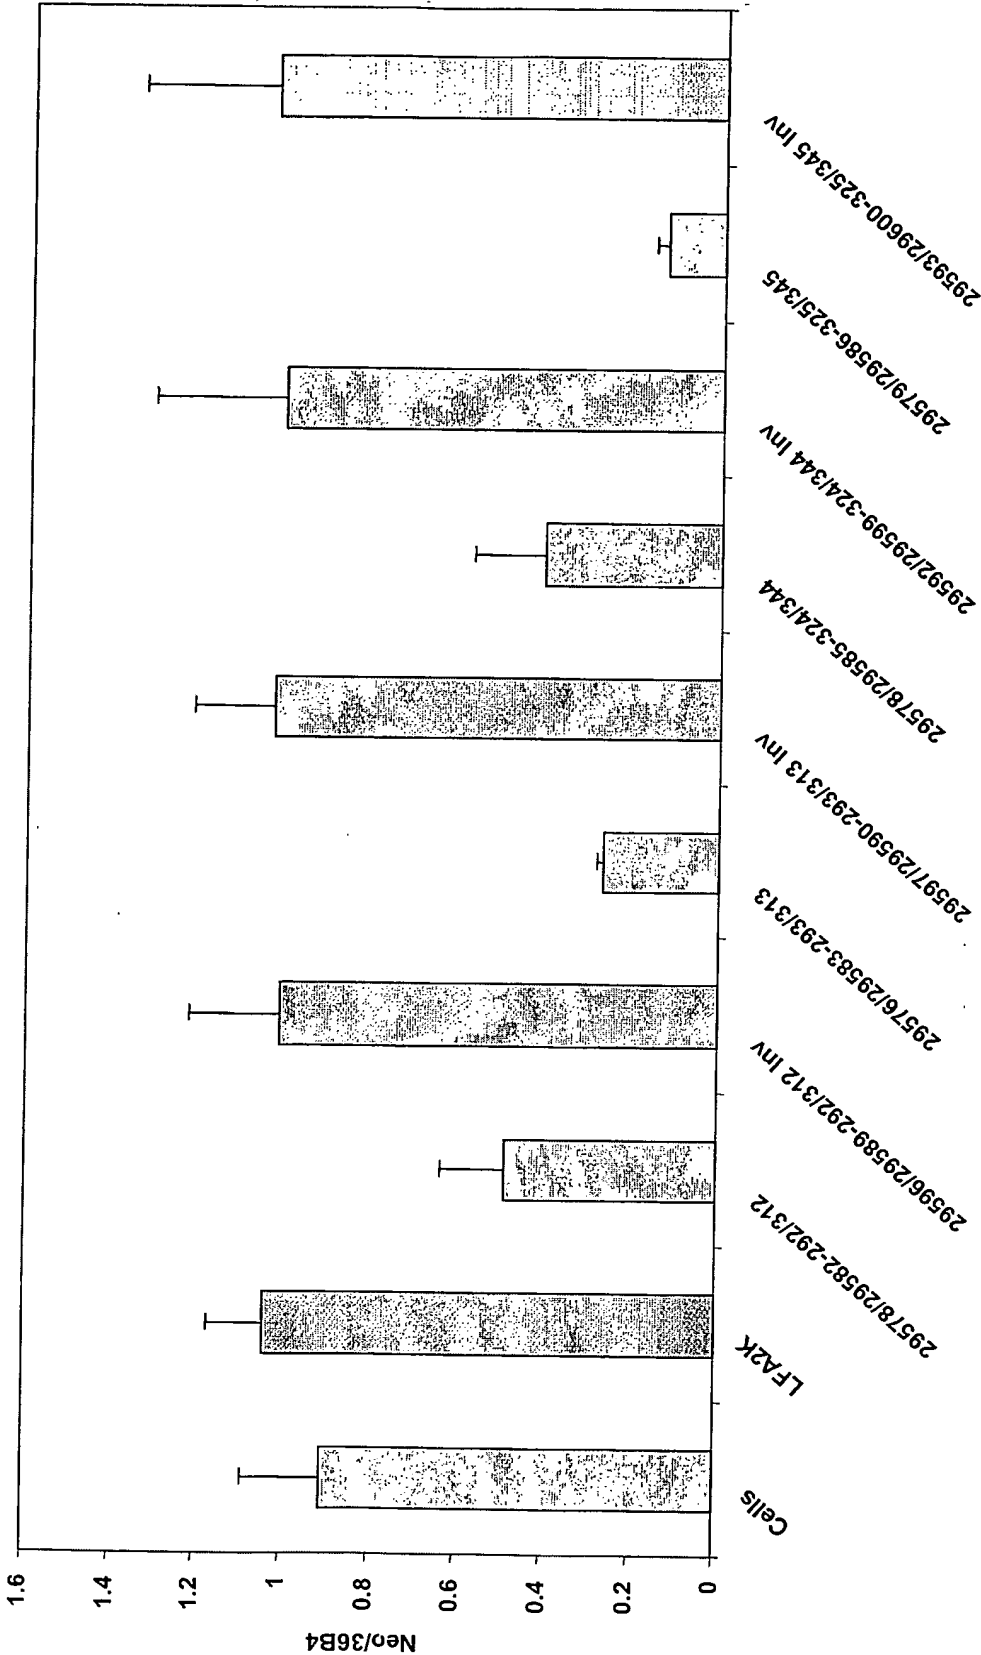 Neo/36B4
1.6
1.4
1.2
1
0.8
0.6
0.4
0.2
0
Cells
LFA2K
29578/29582-292/312
29596/29589-292/312 Inv
29576/29583-293/313
29597/29590-293/313 Inv
29578/29585-324/344
29592/29599-324/344 Inv
29579/29586-325/345
29593/29600-325/345 Inv